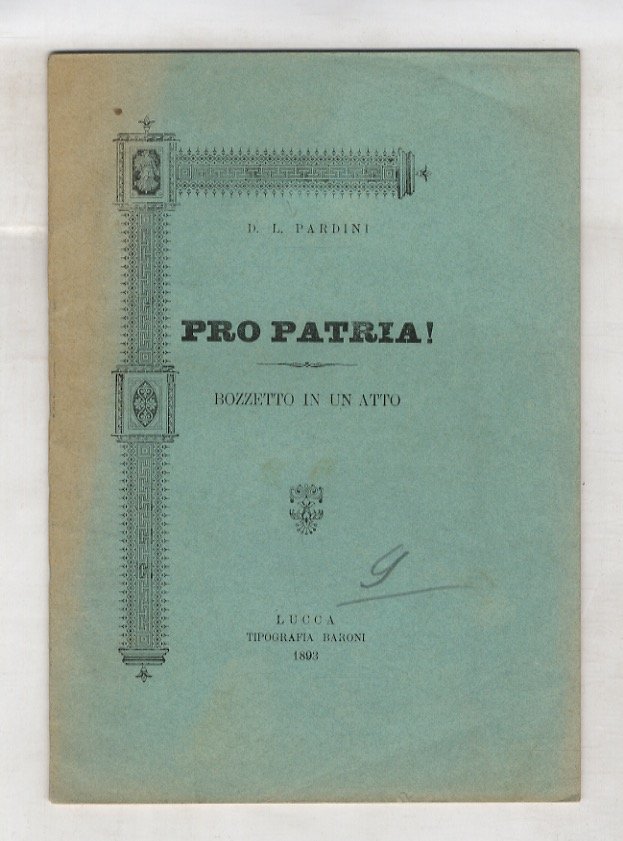 D. L. PARDINI
PRO PATRIA!
BOZZETTO IN UN ATTO
9
LUCCA
TIPOGRAFIA BARONI
1893